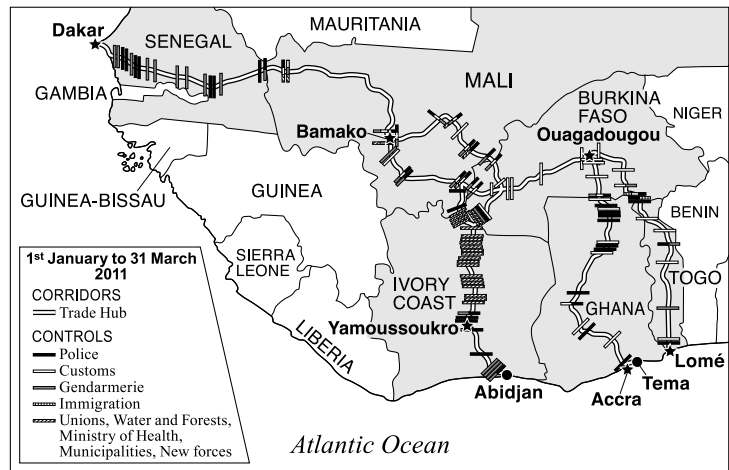 MAURITANIA
Dakar
SENEGAL
MALI
GAMBIA
BURKINA
FASO
NIGER
Bamako
Ouagadougou
GUINEA-BISSAU
GUINEA
BENIN
SIERRA
LEONE
IVORY
COAST
TOGO
GHANA
LIBERIA
Yamoussoukro
Lomé
Abidjan
Tema
Accra
Atlantic Ocean
1st January to 31 March
2011
CORRIDORS
Trade Hub
CONTROLS
Police
Customs
Gendarmerie
Immigration
Unions, Water and Forests,
Ministry of Health,
Municipalities, New forces